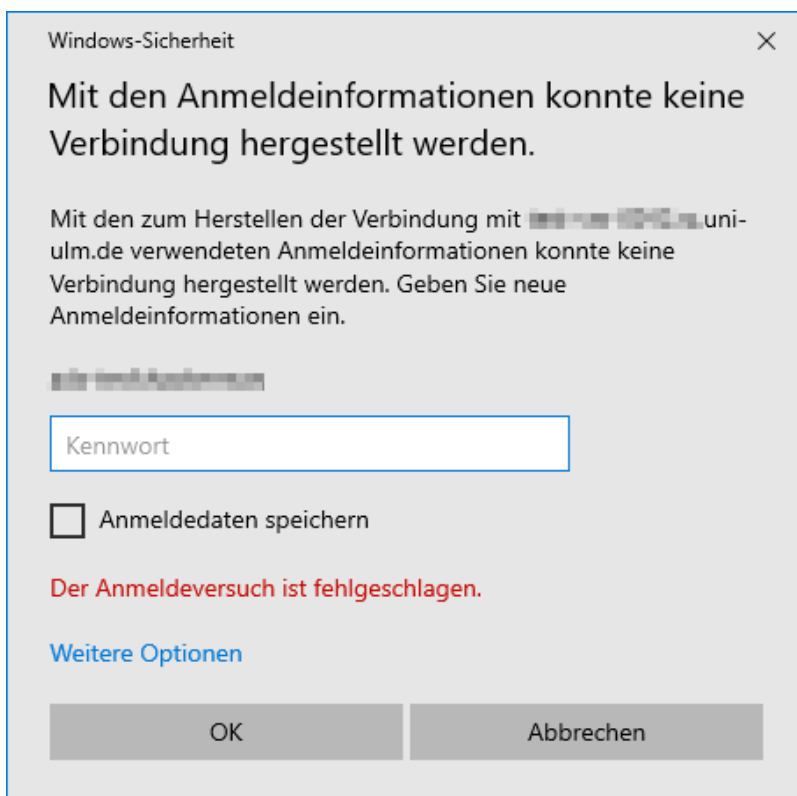 Windows-Sicherheit
Mit den Anmeldeinformationen konnte keine
Verbindung hergestellt werden.
Mit den zum Herstellen der Verbindung mit .uni-
ulm.de verwendeten Anmeldeinformationen konnte keine
Verbindung hergestellt werden. Geben Sie neue
Anmeldeinformationen ein.
Kennwort
Anmeldedaten speichern
Der Anmeldeversuch ist fehlgeschlagen.
Weitere Optionen
OK
Abbrechen